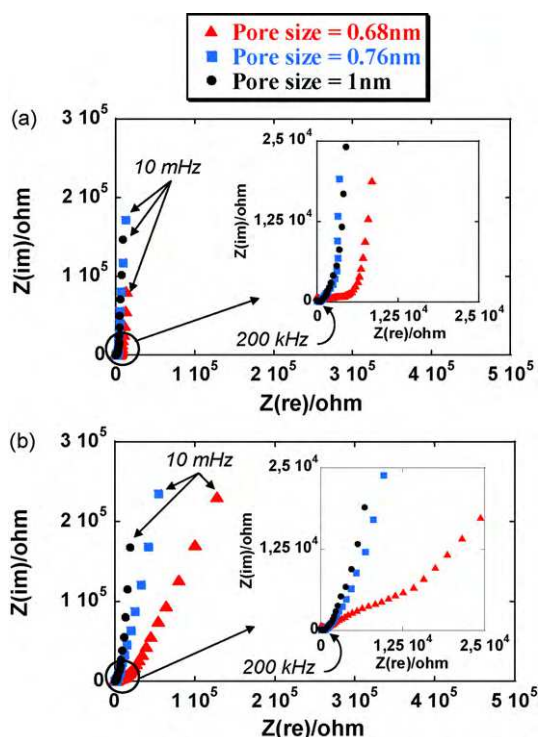 Pore size = 0.68nm
Pore size = 0.76nm
Pore size = 1nm
(a)
3 10⁵
2 10⁵
1 10⁵
0
Z(im)/ohm
10 mHz
200 kHz
2,5 10⁴
1,25 10⁴
0
Z(im)/ohm
0
1,25 10⁴
2,5 10⁴
Z(re)/ohm
0
1 10⁵
2 10⁵
3 10⁵
4 10⁵
5 10⁵
Z(re)/ohm
(b)
3 10⁵
2 10⁵
1 10⁵
0
Z(im)/ohm
10 mHz
200 kHz
2,5 10⁴
1,25 10⁴
0
Z(im)/ohm
0
1,25 10⁴
2,5 10⁴
Z(re)/ohm
0
1 10⁵
2 10⁵
3 10⁵
4 10⁵
5 10⁵
Z(re)/ohm